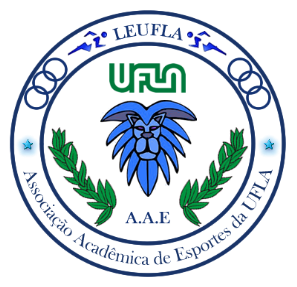 LEUFLA
UFLA
A.A.E
Associação Acadêmica de Esportes da UFLA